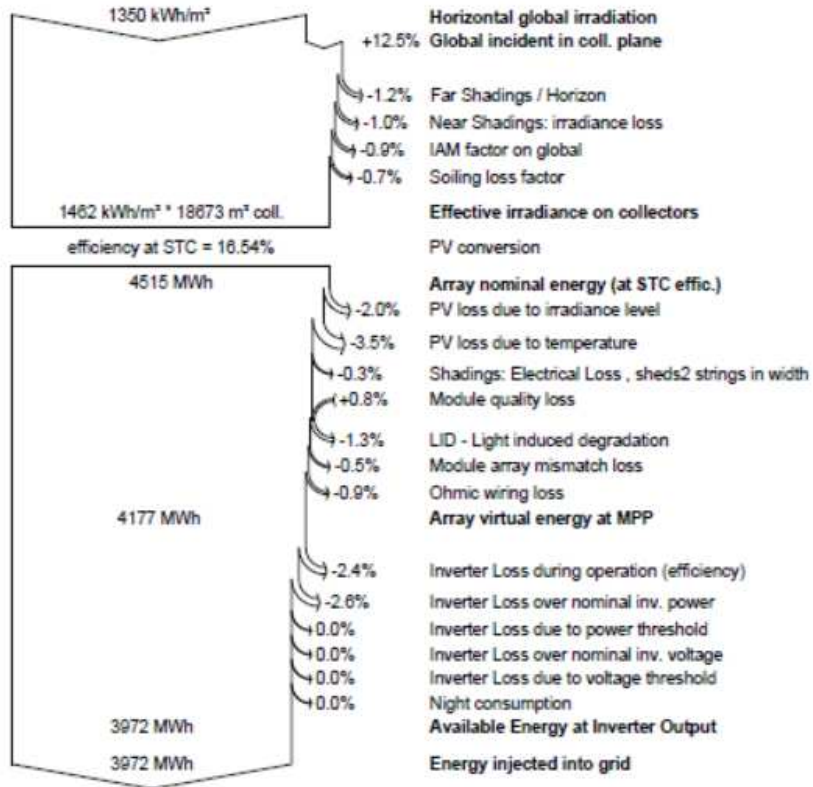 1350 kWh/m² Horizontal global irradiation
+12.5% Global incident in coll. plane
-1.2% Far Shadings / Horizon
-1.0% Near Shadings: irradiance loss
-0.9% IAM factor on global
-0.7% Soiling loss factor
1462 kWh/m² * 18673 m² coll. Effective irradiance on collectors
efficiency at STC = 16.54% PV conversion
4515 MWh Array nominal energy (at STC effic.)
-2.0% PV loss due to irradiance level
-3.5% PV loss due to temperature
-0.3% Shadings: Electrical Loss , sheds2 strings in width
+0.8% Module quality loss
-1.3% LID - Light induced degradation
-0.5% Module array mismatch loss
-0.9% Ohmic wiring loss
4177 MWh Array virtual energy at MPP
-2.4% Inverter Loss during operation (efficiency)
-2.6% Inverter Loss over nominal inv. power
0.0% Inverter Loss due to power threshold
0.0% Inverter Loss over nominal inv. voltage
0.0% Inverter Loss due to voltage threshold
0.0% Night consumption
3972 MWh Available Energy at Inverter Output
3972 MWh Energy injected into grid